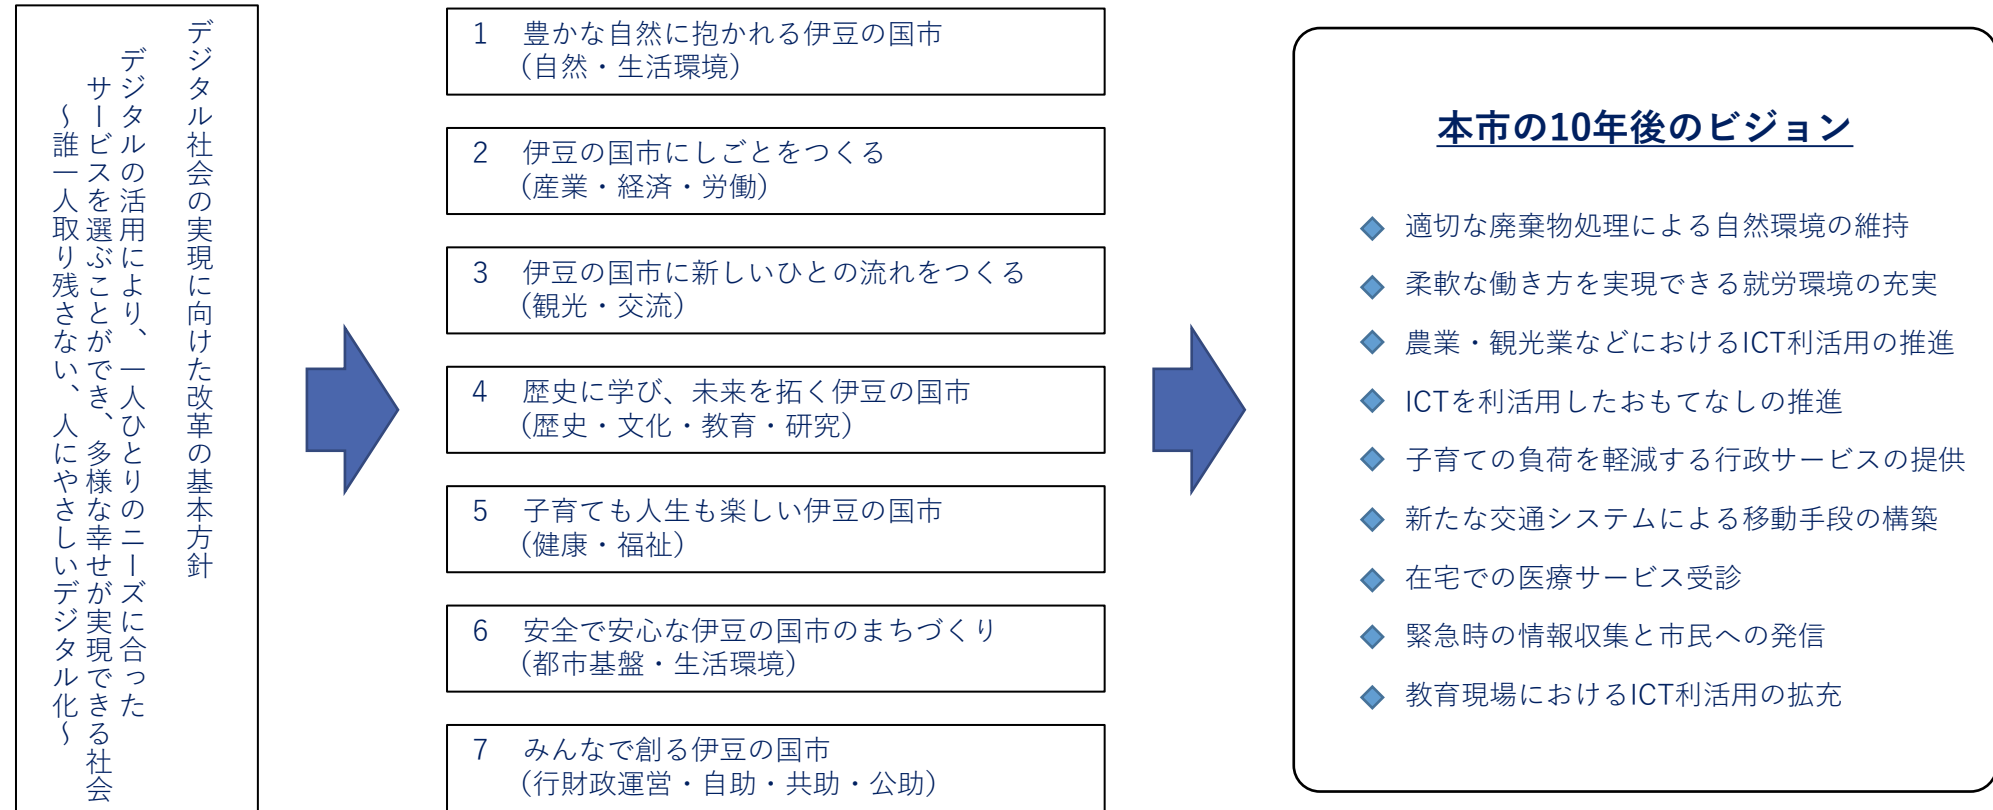 デジタル社会の実現に向けた改革の基本方針
デジタルの活用により、一人ひとりのニーズに合った
サービスを選ぶことができ、多様な幸せが実現できる社会
～誰一人取り残さない、人にやさしいデジタル化～
1 豊かな自然に抱かれる伊豆の国市
(自然・生活環境)
2 伊豆の国市にしごとをつくる
(産業・経済・労働)
3 伊豆の国市に新しいひとの流れをつくる
(観光・交流)
4 歴史に学び、未来を拓く伊豆の国市
(歴史・文化・教育・研究)
5 子育ても人生も楽しい伊豆の国市
(健康・福祉)
6 安全で安心な伊豆の国市のまちづくり
(都市基盤・生活環境)
7 みんなで創る伊豆の国市
(行財政運営・自助・共助・公助)
本市の10年後のビジョン
適切な廃棄物処理による自然環境の維持
柔軟な働き方を実現できる就労環境の充実
農業・観光業などにおけるICT利活用の推進
ICTを利活用したおもてなしの推進
子育ての負荷を軽減する行政サービスの提供
新たな交通システムによる移動手段の構築
在宅での医療サービス受診
緊急時の情報収集と市民への発信
教育現場におけるICT利活用の拡充